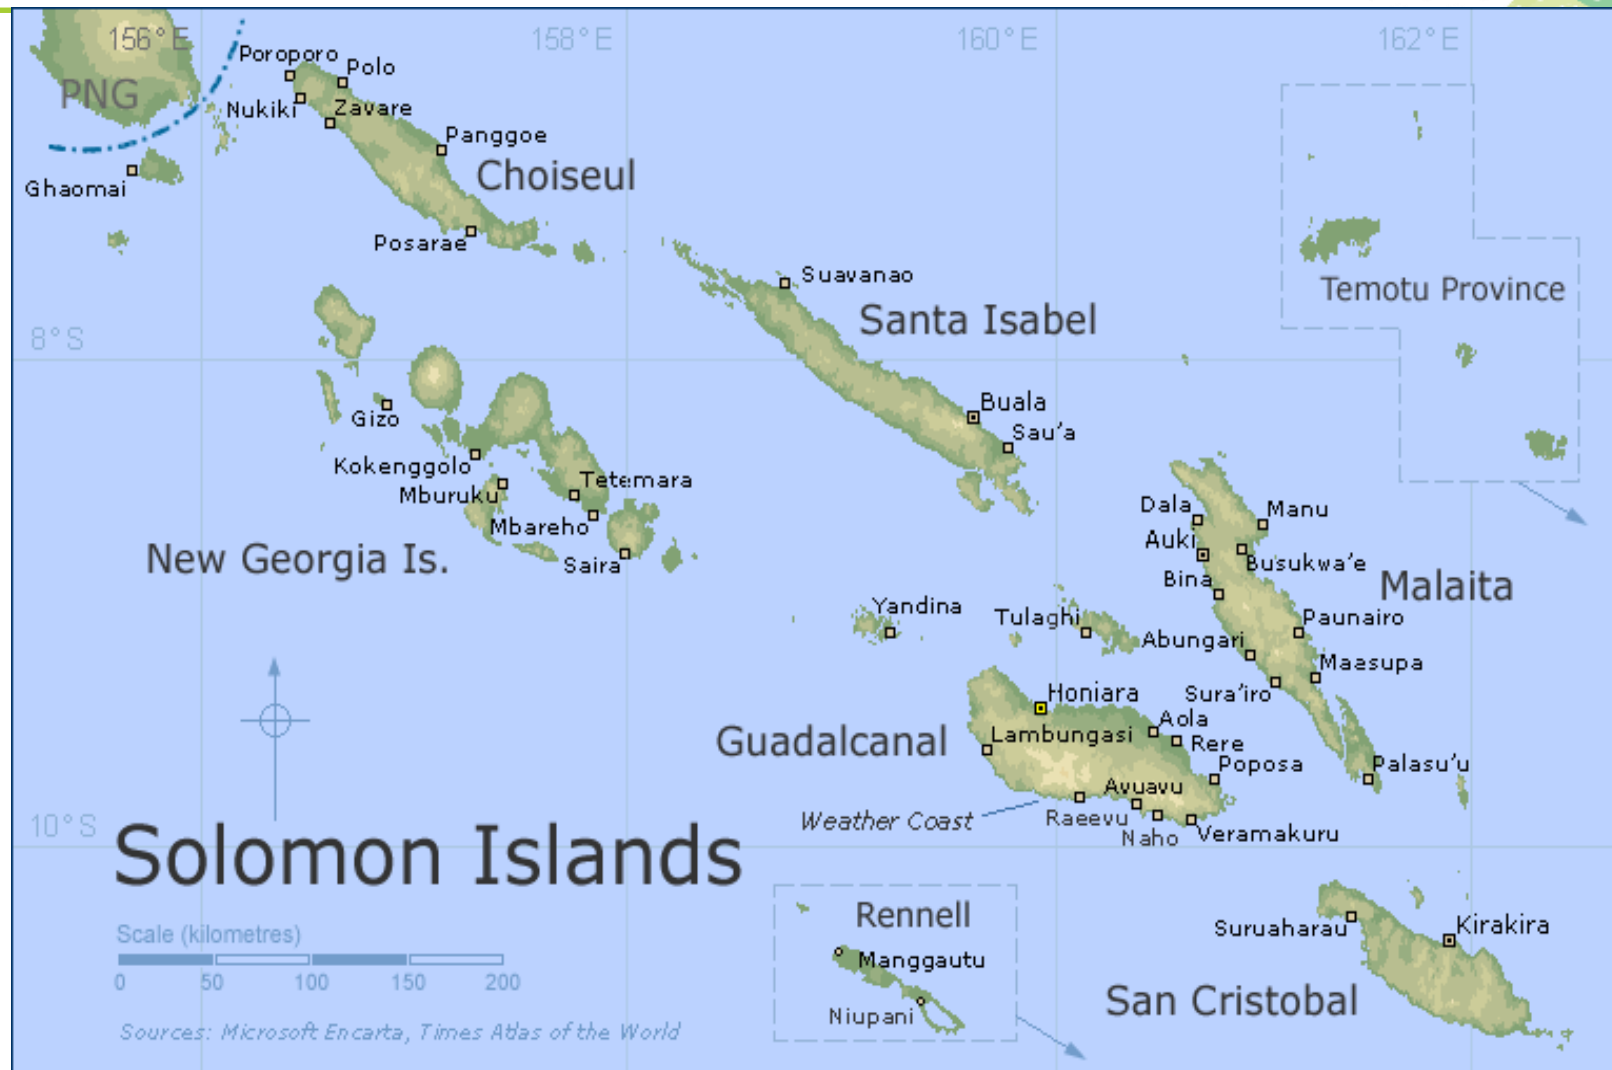 156°E
158°E
160°E
162°E
PNG
Poroporo
Polo
Nukiki
Zavare
Panggoe
Choiseul
Ghaomai
Posarae
Suavanao
Santa Isabel
Temotu Province
8°S
Gizo
Buala
Sau'a
Kokenggolo
Mburuku
Tetemara
Mbareho
Saira
New Georgia Is.
Dala
Manu
Auki
Busukwa'e
Bina
Malaita
Yandina
Tulaghi
Paunairo
Abungari
Maasupa
Sura'iro
Honiara
Guadalcanal
Lambungasi
Aola
Rere
Poposa
Palasu'u
Avuavu
Weather Coast
Raeevu
Naho
Veramakuru
10°S
Solomon Islands
Scale (kilometres)
0 50 100 150 200
Sources: Microsoft Encarta, Times Atlas of the World
Rennell
Manggautu
Niupani
Suruaharau
Kirakira
San Cristobal